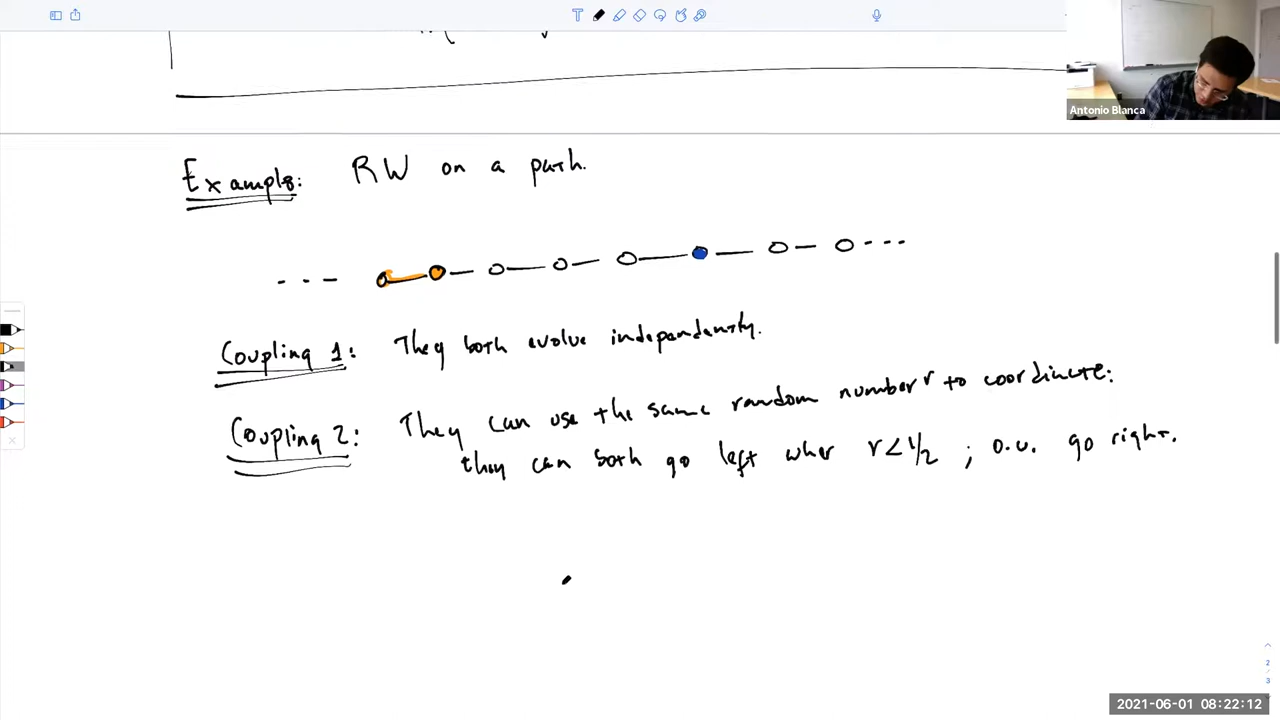 Antonio Blanca
Example: RW on a path.
Coupling 1: They both evolve independently.
Coupling 2: They can use the same random number r to coordinate:
they can both go left when r<1/2 ; o.w. go right.
2
3
2021-06-01 08:22:12